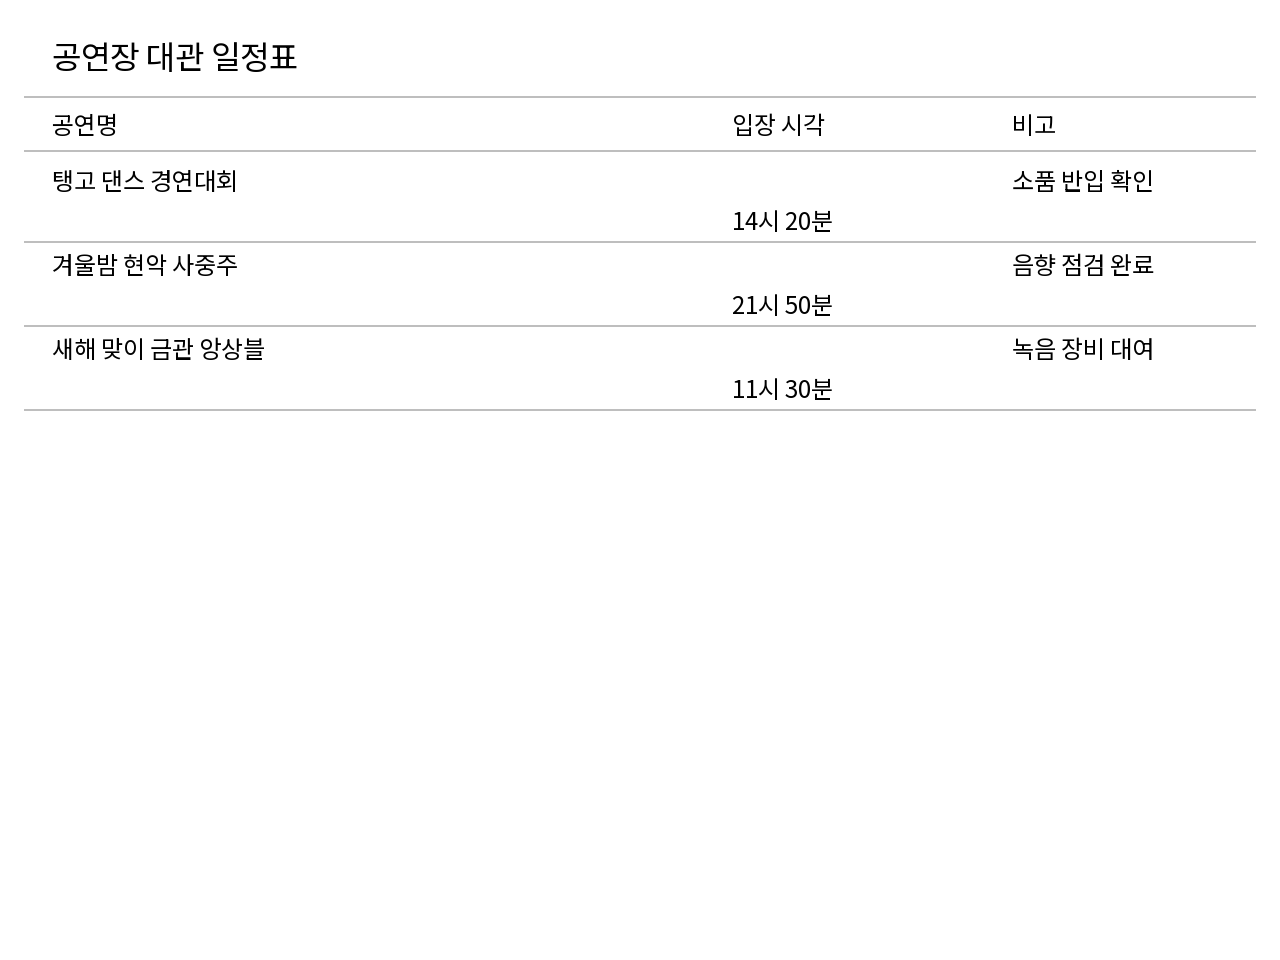 공연장 대관 일정표
공연명 입장 시각 비고
탱고 댄스 경연대회 소품 반입 확인
14시 20분
겨울밤 현악 사중주 음향 점검 완료
21시 50분
새해 맞이 금관 앙상블 녹음 장비 대여
11시 30분